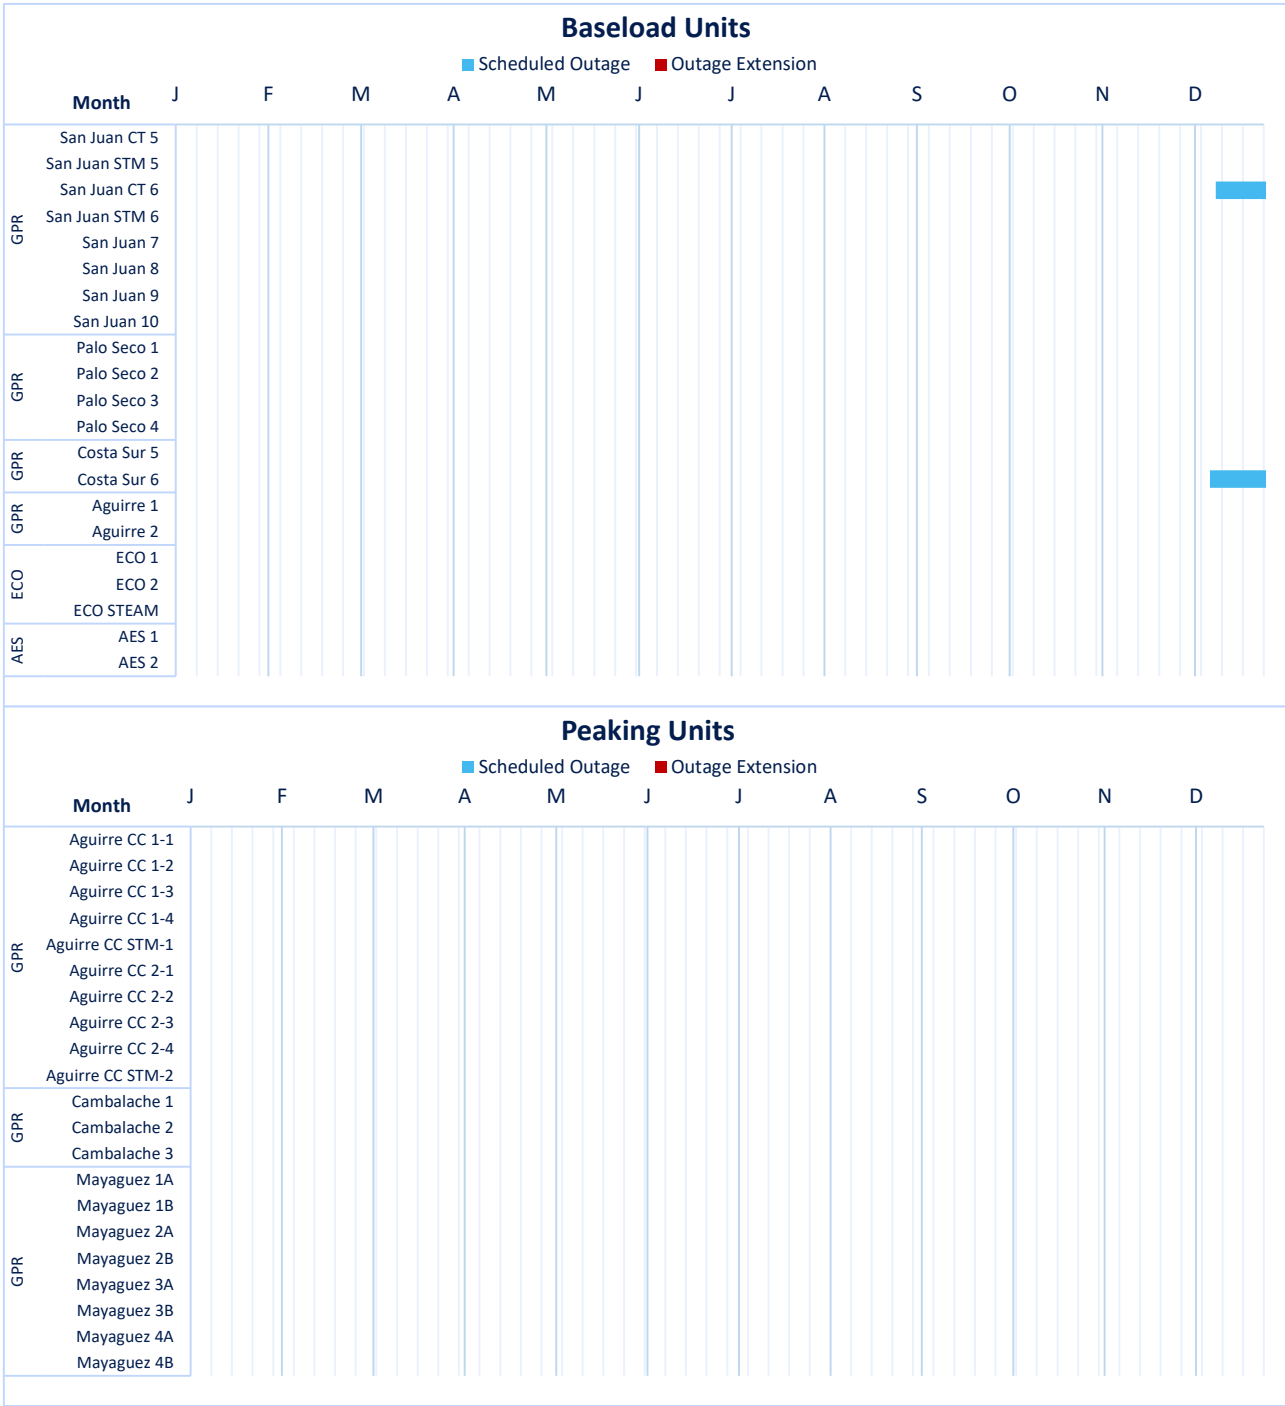 Baseload Units
Scheduled Outage Outage Extension
Month J F M A M J J A S O N D
GPR
San Juan CT 5
San Juan STM 5
San Juan CT 6
San Juan STM 6
San Juan 7
San Juan 8
San Juan 9
San Juan 10
GPR
Palo Seco 1
Palo Seco 2
Palo Seco 3
Palo Seco 4
GPR
Costa Sur 5
Costa Sur 6
GPR
Aguirre 1
Aguirre 2
ECO
ECO 1
ECO 2
ECO STEAM
AES
AES 1
AES 2
Peaking Units
Scheduled Outage Outage Extension
Month J F M A M J J A S O N D
GPR
Aguirre CC 1-1
Aguirre CC 1-2
Aguirre CC 1-3
Aguirre CC 1-4
Aguirre CC STM-1
Aguirre CC 2-1
Aguirre CC 2-2
Aguirre CC 2-3
Aguirre CC 2-4
Aguirre CC STM-2
GPR
Cambalache 1
Cambalache 2
Cambalache 3
GPR
Mayaguez 1A
Mayaguez 1B
Mayaguez 2A
Mayaguez 2B
Mayaguez 3A
Mayaguez 3B
Mayaguez 4A
Mayaguez 4B